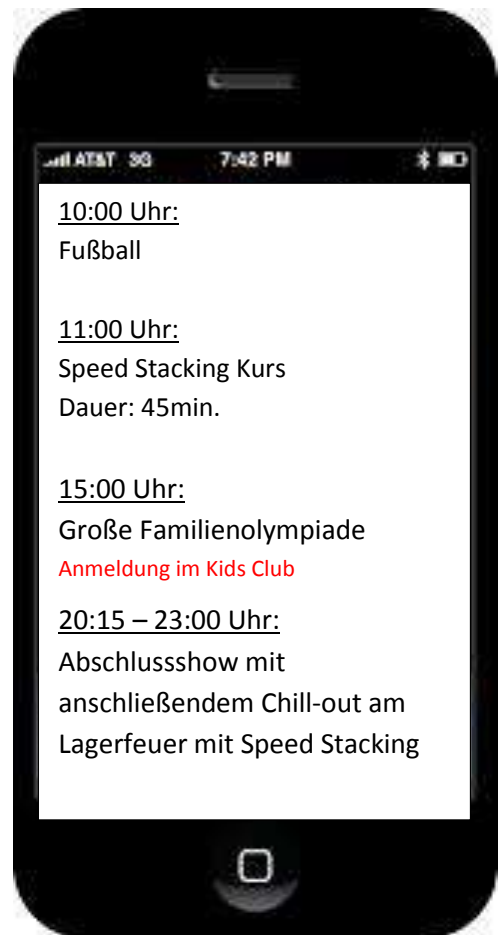 AT&T 3G 7:42 PM
10:00 Uhr:
Fußball
11:00 Uhr:
Speed Stacking Kurs
Dauer: 45min.
15:00 Uhr:
Große Familienolympiade
Anmeldung im Kids Club
20:15 – 23:00 Uhr:
Abschlussshow mit
anschließendem Chill-out am
Lagerfeuer mit Speed Stacking